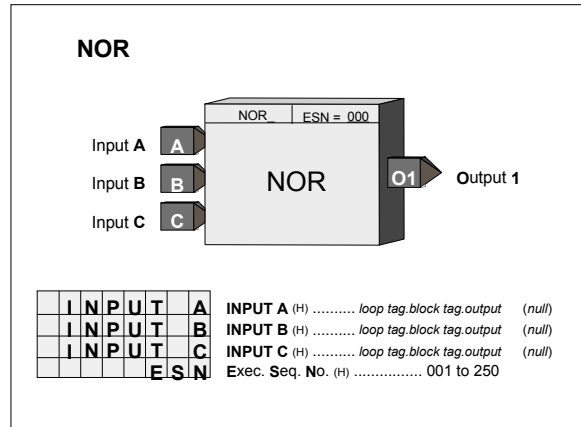 NOR
NOR_ ESN = 000
Input A A
Input B B
Input C C
NOR
O1 Output 1
INPUT A INPUT A (H) .......... loop tag.block tag.output (null)
INPUT B INPUT B (H) .......... loop tag.block tag.output (null)
INPUT C INPUT C (H) .......... loop tag.block tag.output (null)
ESN Exec. Seq. No. (H) ................ 001 to 250